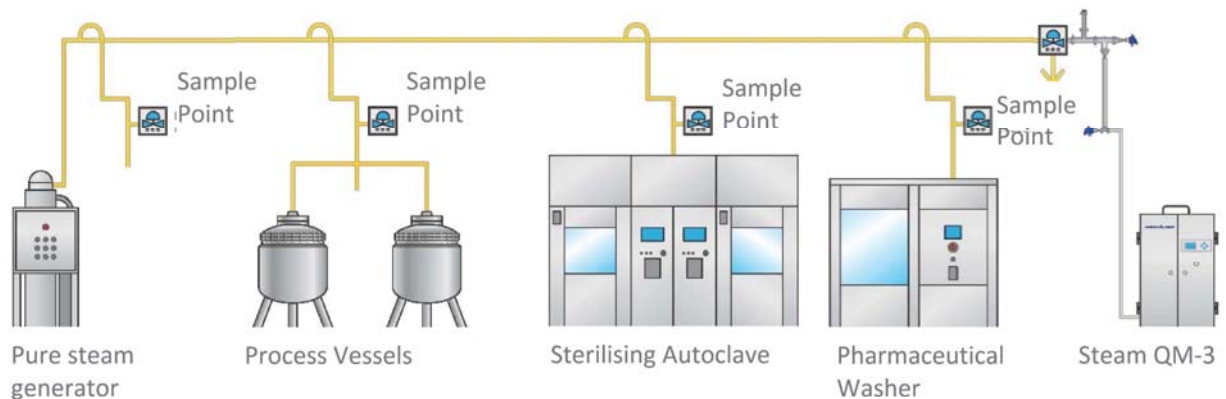 Sample
Point
Sample
Point
Sample
Point
Sample
Point
Pure steam
generator
Process Vessels
Sterilising Autoclave
Pharmaceutical
Washer
Steam QM-3